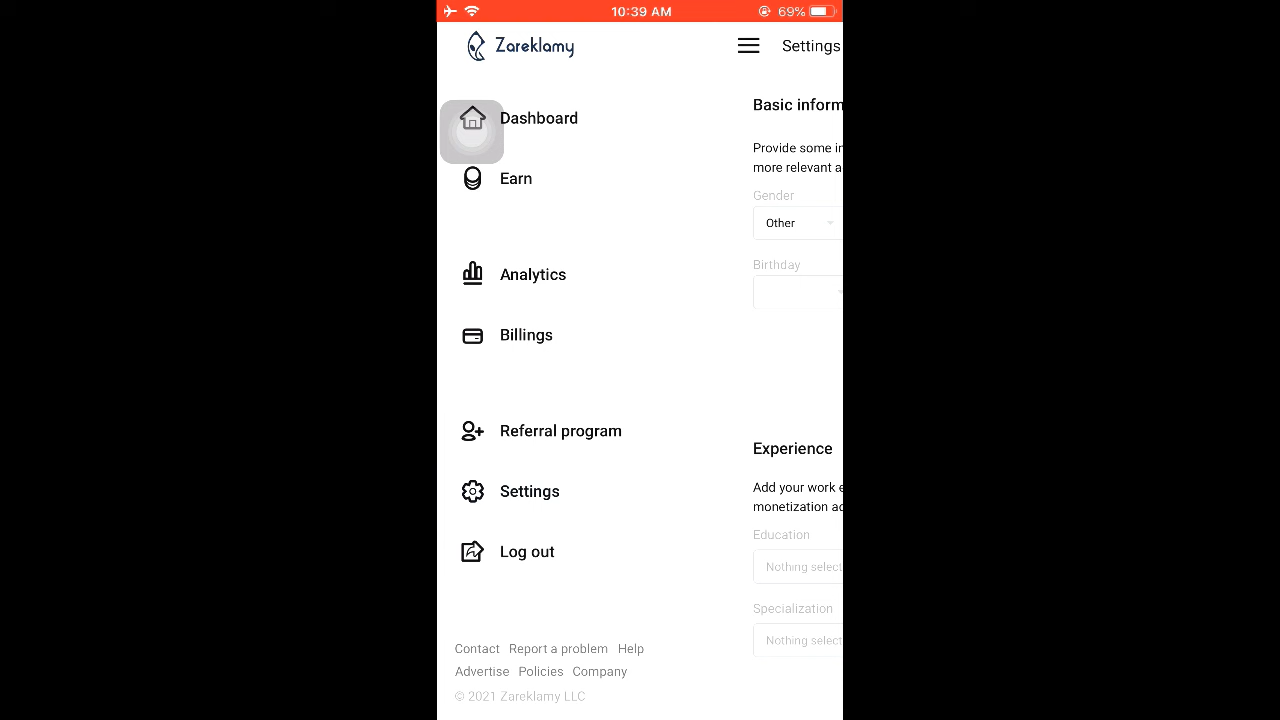 10:39 AM
69%
Zareklamy
Settings
Dashboard
Earn
Analytics
Billings
Referral program
Settings
Log out
Contact Report a problem Help
Advertise Policies Company
© 2021 Zareklamy LLC
Basic inform
Provide some in
more relevant a
Gender
Other
Birthday
Experience
Add your work e
monetization ac
Education
Nothing select
Specialization
Nothing select